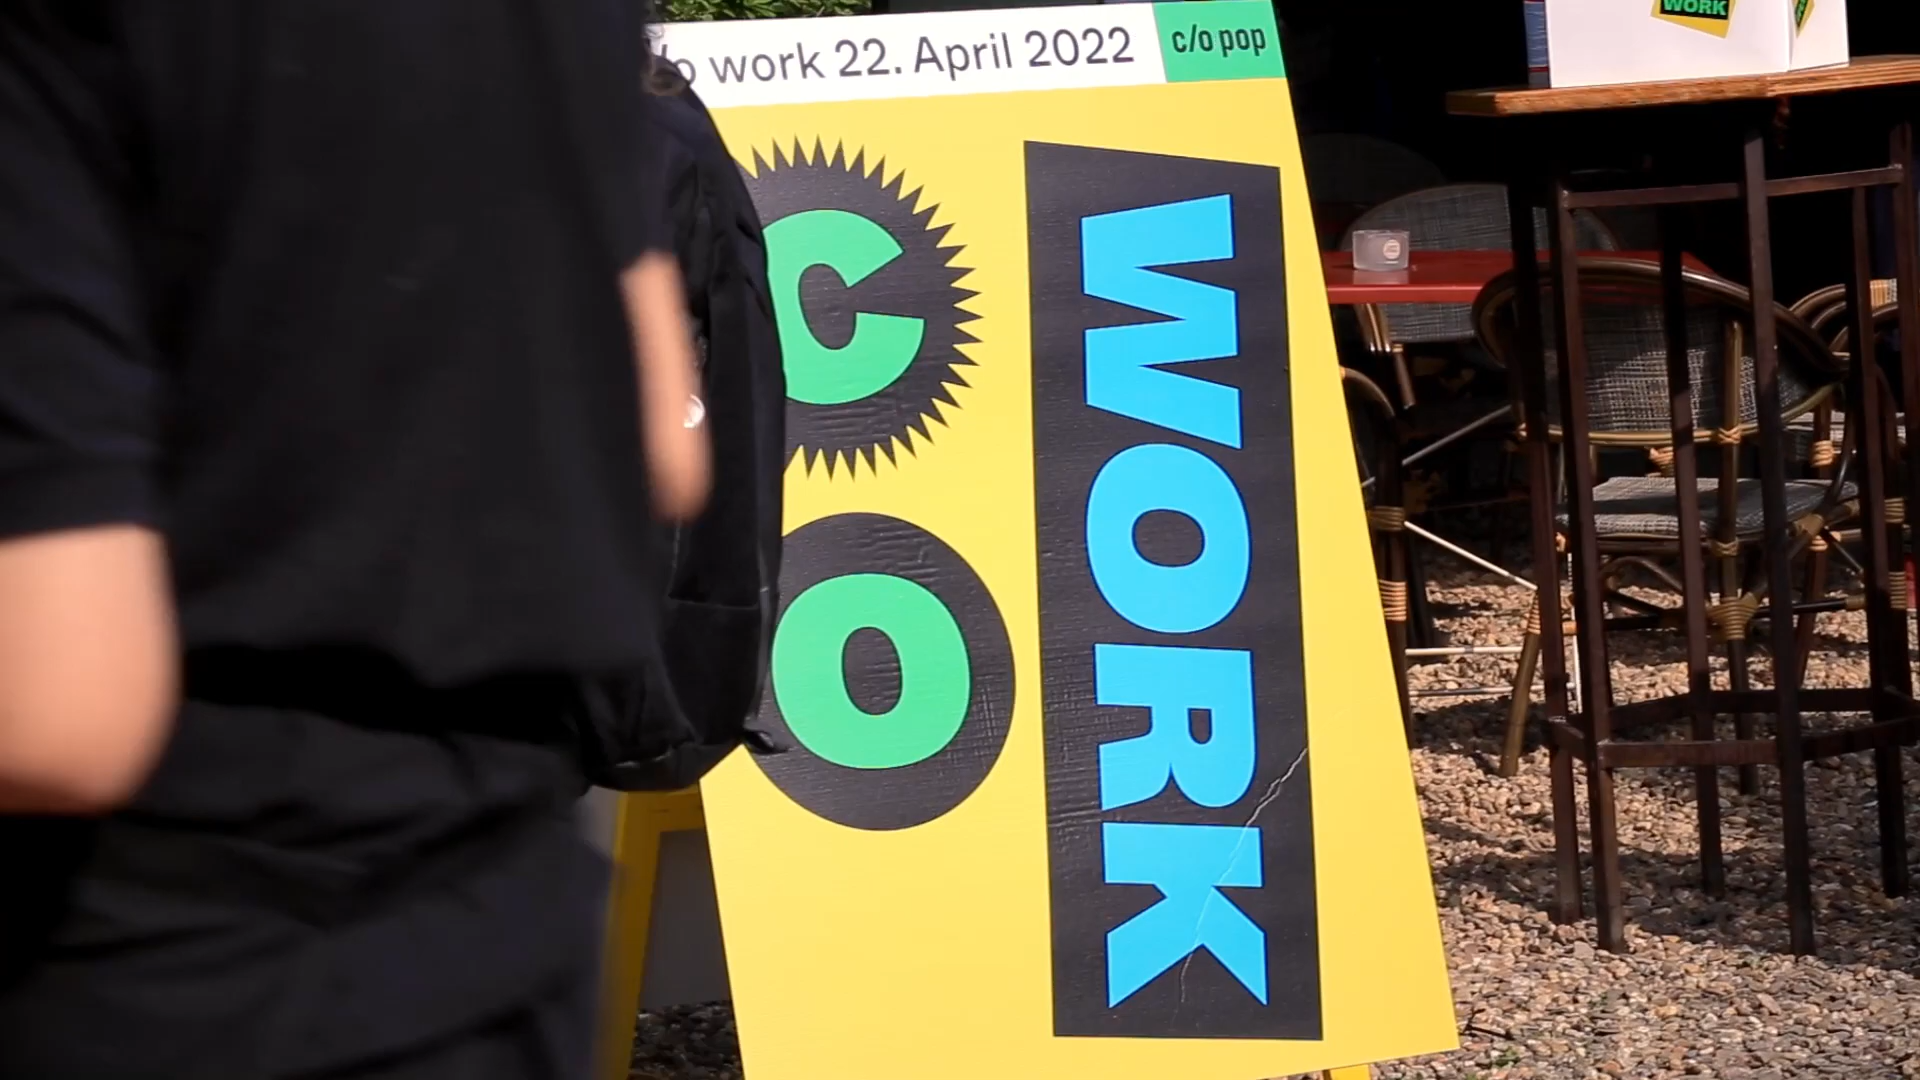 /o work 22. April 2022
c/o pop
C
O
WORK
WORK